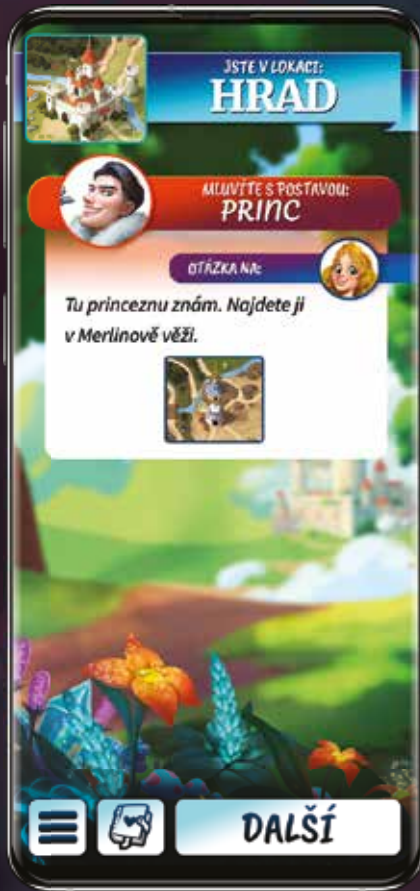 JSTE V LOKACI:
HRAD
MLUVÍTE S POSTAVOU:
PRINC
OTÁZKA NA:
Tu princeznu znám. Najdete ji
v Merlinově věži.
DALŠÍ